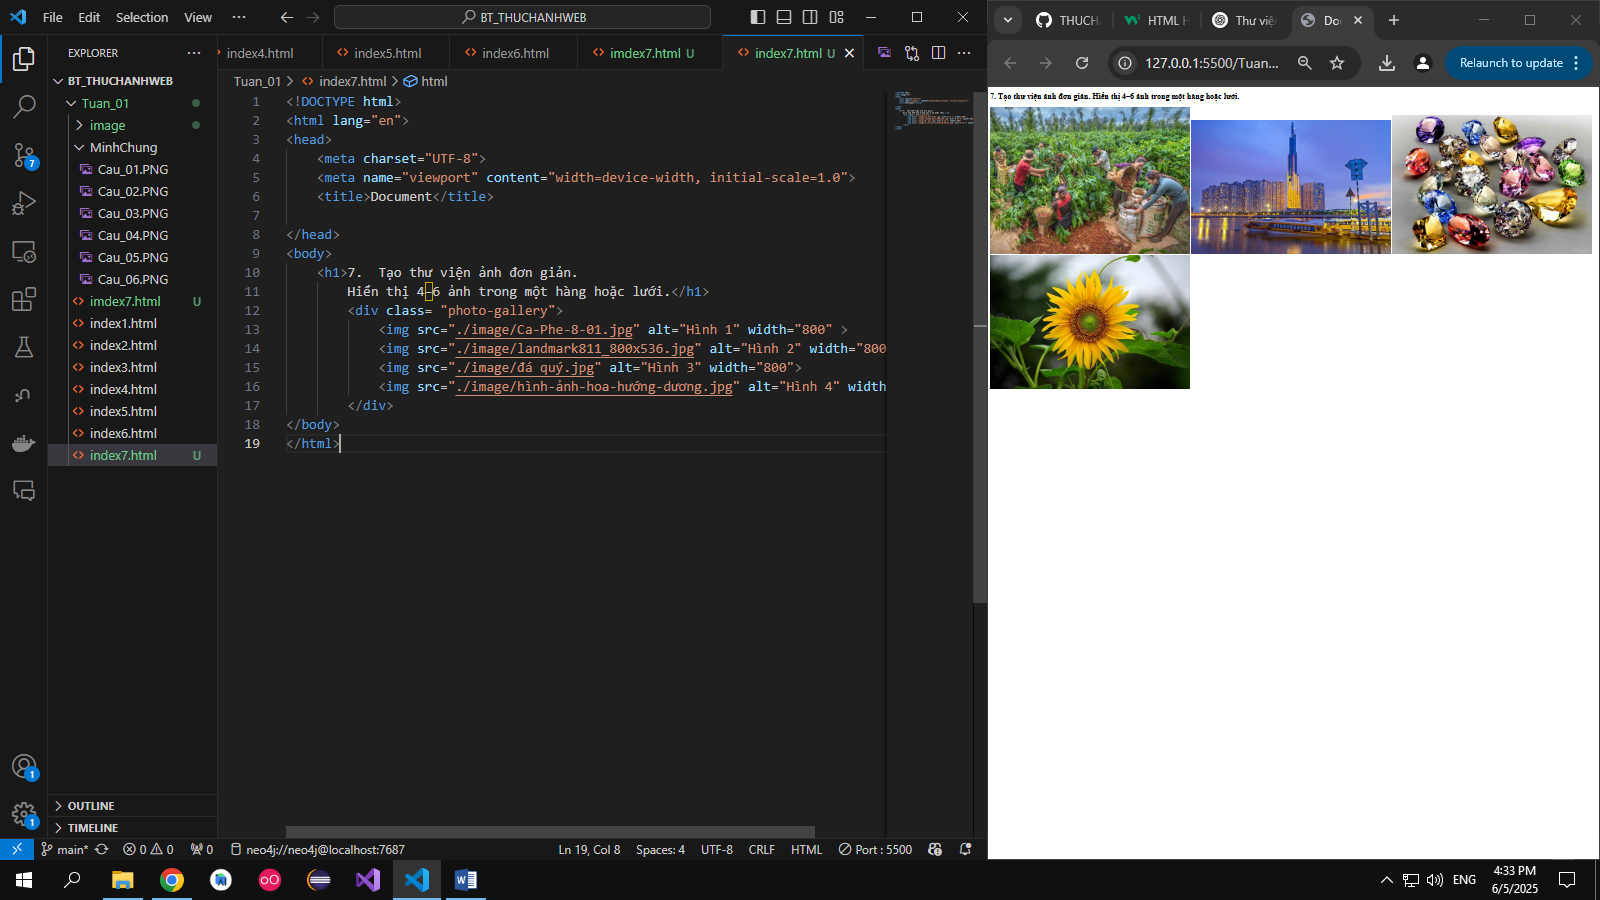 File Edit Selection View ··· BT_THUCHANHWEB
EXPLORER ···
BT_THUCHANHWEB
Tuan_01
image
MinhChung
Cau_01.PNG
Cau_02.PNG
Cau_03.PNG
Cau_04.PNG
Cau_05.PNG
Cau_06.PNG
imdex7.html U
index1.html
index2.html
index3.html
index4.html
index5.html
index6.html
index7.html U
OUTLINE
TIMELINE
7
1
1
index4.html index5.html index6.html imdex7.html U index7.html U
Tuan_01 > index7.html > html
1 <!DOCTYPE html>
2 <html lang="en">
3 <head>
4 <meta charset="UTF-8">
5 <meta name="viewport" content="width=device-width, initial-scale=1.0">
6 <title>Document</title>
7
8 </head>
9 <body>
10 <h1>7.  Tạo thư viện ảnh đơn giản.
11 Hiển thị 4–6 ảnh trong một hàng hoặc lưới.</h1>
12 <div class= "photo-gallery">
13 <img src="./image/Ca-Phe-8-01.jpg" alt="Hình 1" width="800" >
14 <img src="./image/landmark811_800x536.jpg" alt="Hình 2" width="800
15 <img src="./image/đá quý.jpg" alt="Hình 3" width="800">
16 <img src="./image/hình-ảnh-hoa-hướng-dương.jpg" alt="Hình 4" width
17 </div>
18 </body>
19 </html>
main* 0 0 0 neo4j://neo4j@localhost:7687 Ln 19, Col 8 Spaces: 4 UTF-8 CRLF HTML Port : 5500
THUCH HTML H Thư viện Do
127.0.0.1:5500/Tuan... Relaunch to update
7. Tạo thư viện ảnh đơn giản. Hiển thị 4–6 ảnh trong một hàng hoặc lưới.
ENG
4:33 PM
6/5/2025